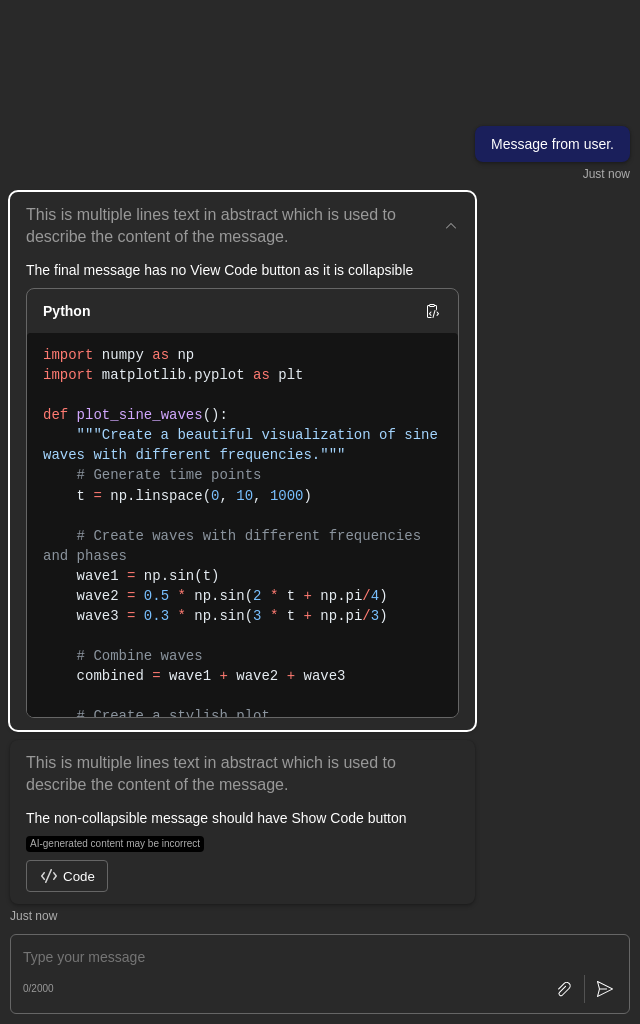 Message from user.
Just now
This is multiple lines text in abstract which is used to
describe the content of the message.
The final message has no View Code button as it is collapsible
Python
import numpy as np
import matplotlib.pyplot as plt
def plot_sine_waves():
    """Create a beautiful visualization of sine
waves with different frequencies."""
    # Generate time points
    t = np.linspace(0, 10, 1000)
    # Create waves with different frequencies
and phases
    wave1 = np.sin(t)
    wave2 = 0.5 * np.sin(2 * t + np.pi/4)
    wave3 = 0.3 * np.sin(3 * t + np.pi/3)
    # Combine waves
    combined = wave1 + wave2 + wave3
    # Create a stylish plot
This is multiple lines text in abstract which is used to
describe the content of the message.
The non-collapsible message should have Show Code button
AI-generated content may be incorrect
Code
Just now
Type your message
0/2000